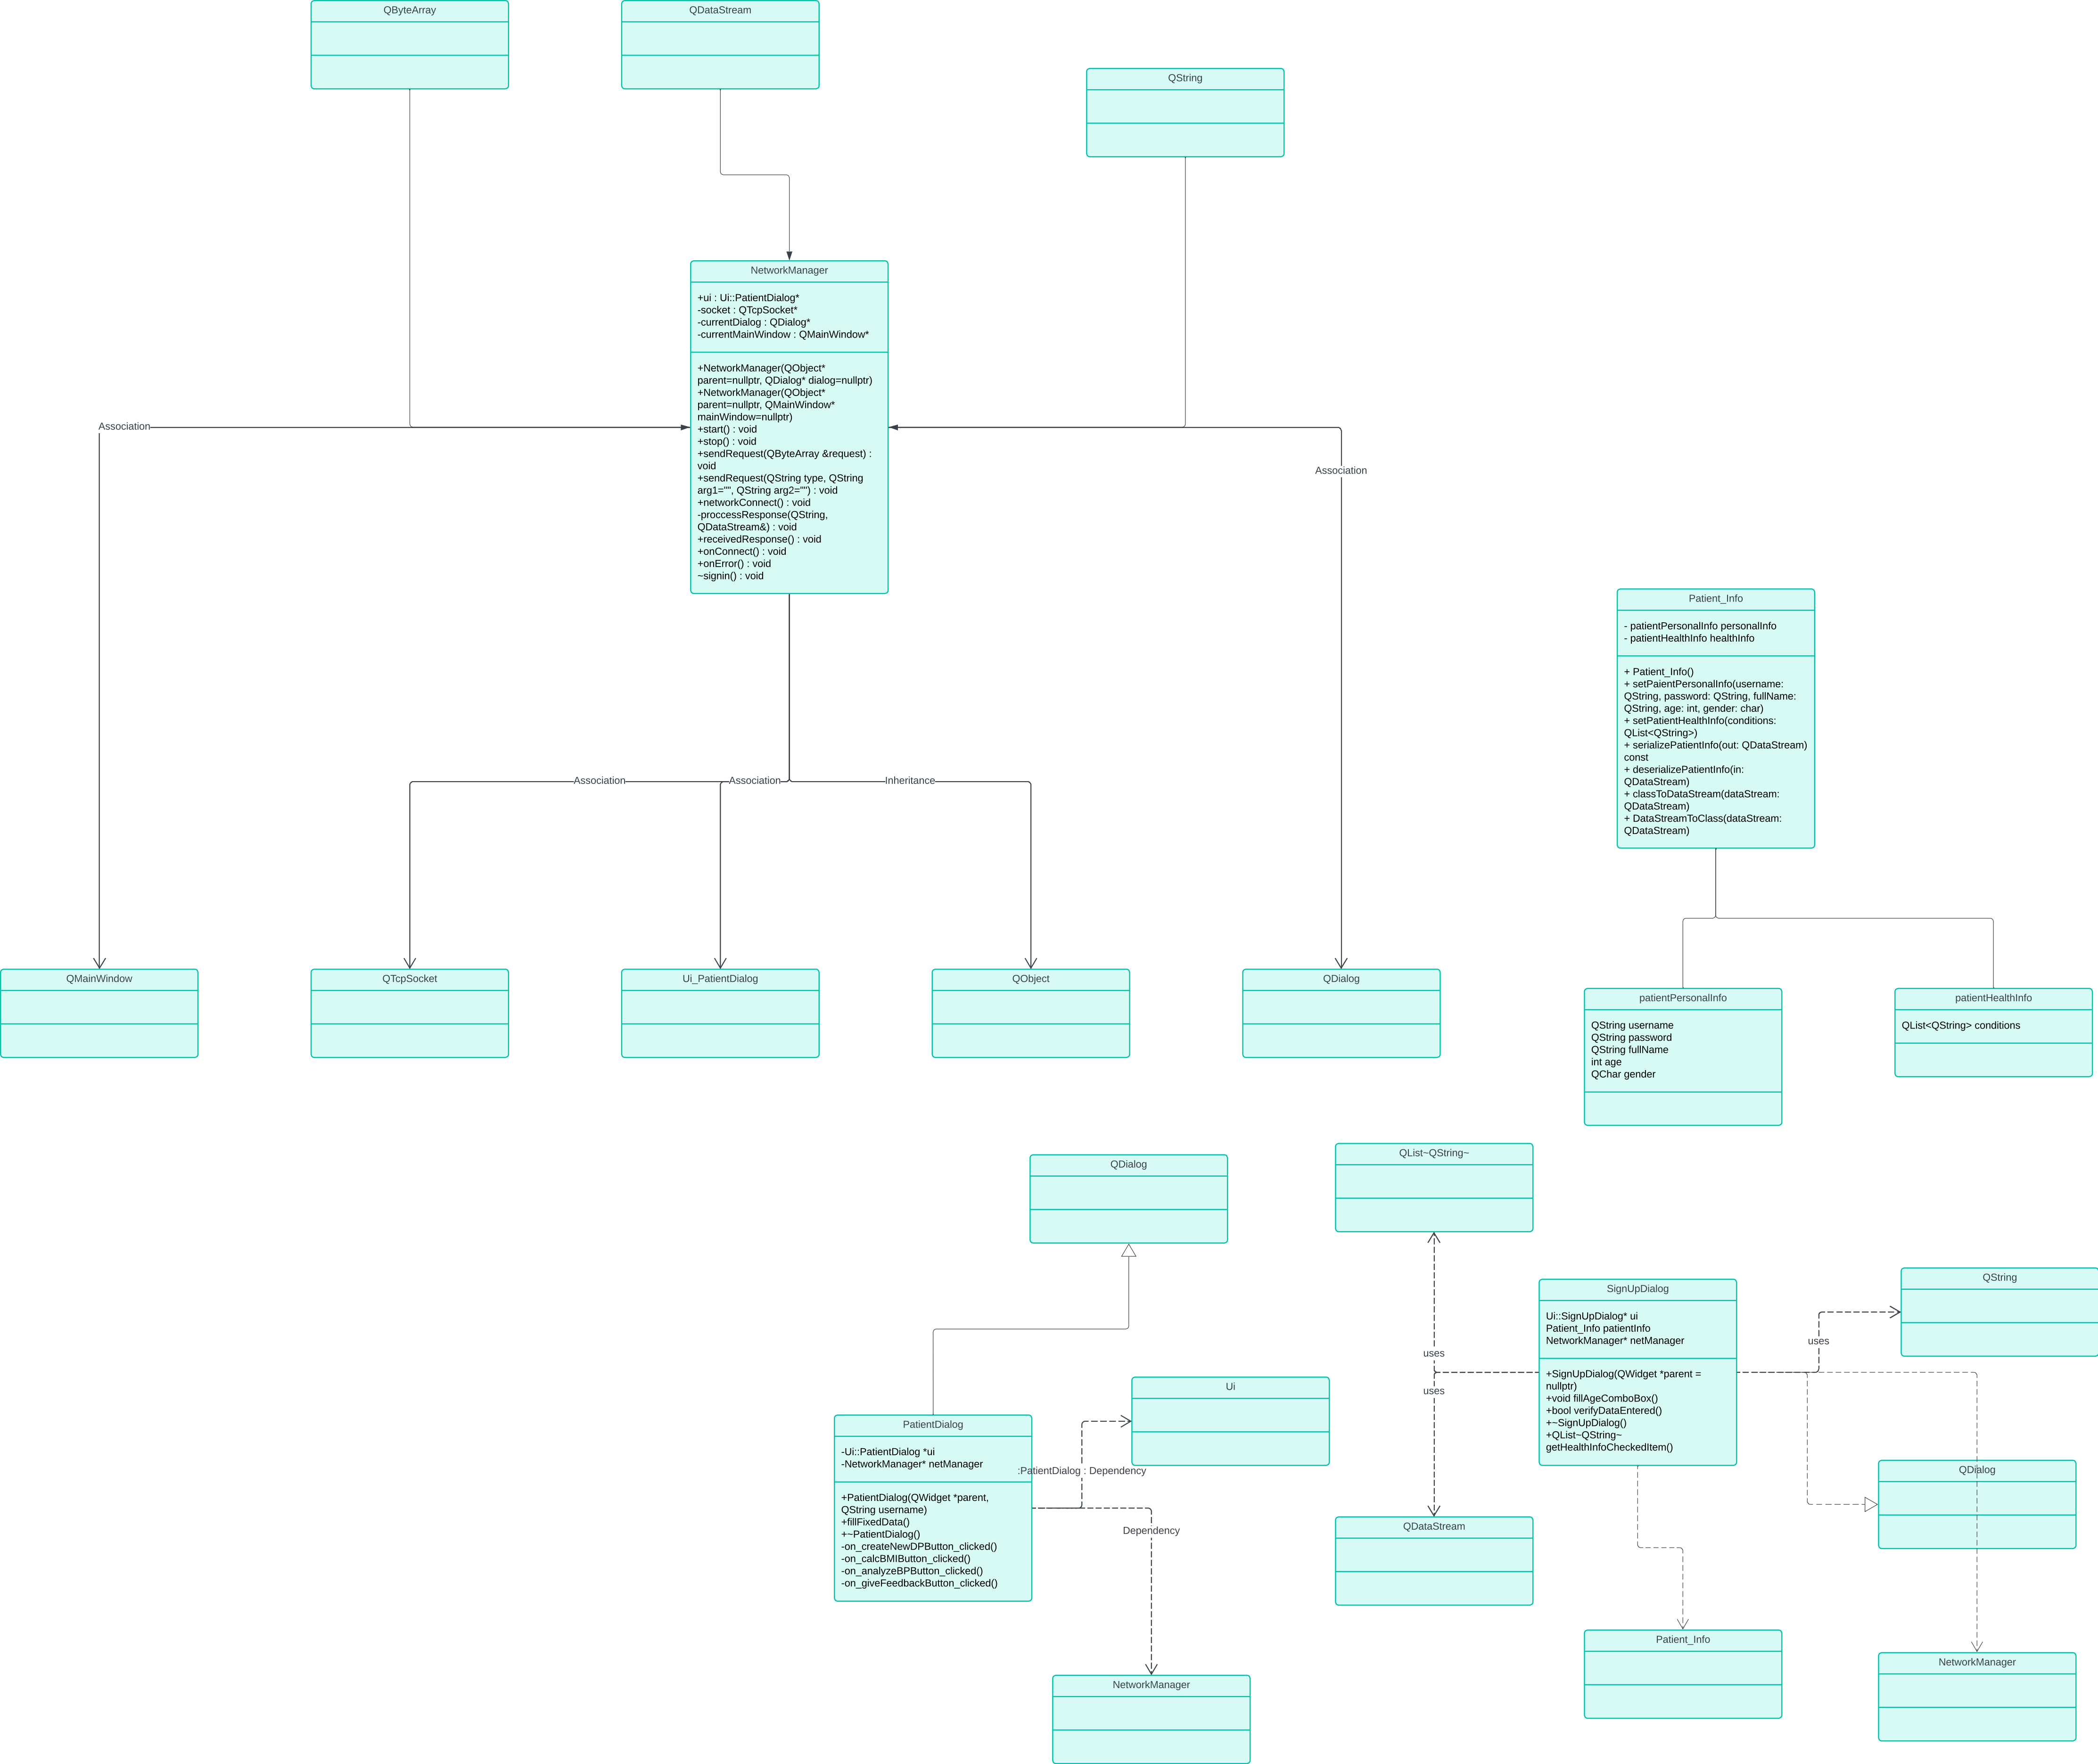 QByteArray
QDataStream
QString
NetworkManager
+ui : Ui::PatientDialog*
-socket : QTcpSocket*
-currentDialog : QDialog*
-currentMainWindow : QMainWindow*
+NetworkManager(QObject*
parent=nullptr, QDialog* dialog=nullptr)
+NetworkManager(QObject*
parent=nullptr, QMainWindow*
mainWindow=nullptr)
+start() : void
+stop() : void
+sendRequest(QByteArray &request) :
void
+sendRequest(QString type, QString
arg1="", QString arg2="") : void
+networkConnect() : void
-proccessResponse(QString,
QDataStream&) : void
+receivedResponse() : void
+onConnect() : void
+onError() : void
~signin() : void
Association
Association
Patient_Info
- patientPersonalInfo personalInfo
- patientHealthInfo healthInfo
+ Patient_Info()
+ setPaientPersonalInfo(username:
QString, password: QString, fullName:
QString, age: int, gender: char)
+ setPatientHealthInfo(conditions:
QList<QString>)
+ serializePatientInfo(out: QDataStream)
const
+ deserializePatientInfo(in:
QDataStream)
+ classToDataStream(dataStream:
QDataStream)
+ DataStreamToClass(dataStream:
QDataStream)
Association
Association
Inheritance
QMainWindow
QTcpSocket
Ui_PatientDialog
QObject
QDialog
patientPersonalInfo
QString username
QString password
QString fullName
int age
QChar gender
patientHealthInfo
QList<QString> conditions
QDialog
QList~QString~
QString
SignUpDialog
Ui::SignUpDialog* ui
Patient_Info patientInfo
NetworkManager* netManager
+SignUpDialog(QWidget *parent =
nullptr)
+void fillAgeComboBox()
+bool verifyDataEntered()
+~SignUpDialog()
+QList~QString~
getHealthInfoCheckedItem()
uses
uses
uses
Ui
PatientDialog
-Ui::PatientDialog *ui
-NetworkManager* netManager
+PatientDialog(QWidget *parent,
QString username)
+fillFixedData()
+~PatientDialog()
-on_createNewDPButton_clicked()
-on_calcBMIButton_clicked()
-on_analyzeBPButton_clicked()
-on_giveFeedbackButton_clicked()
:PatientDialog : Dependency
Dependency
QDialog
QDataStream
Patient_Info
NetworkManager
NetworkManager